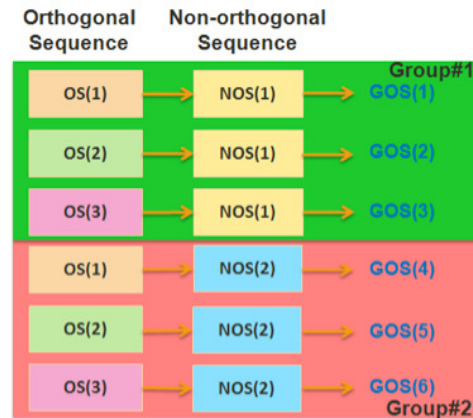 Orthogonal Sequence
Non-orthogonal Sequence
Group#1
OS(1) NOS(1) GOS(1)
OS(2) NOS(1) GOS(2)
OS(3) NOS(1) GOS(3)
OS(1) NOS(2) GOS(4)
OS(2) NOS(2) GOS(5)
OS(3) NOS(2) GOS(6)
Group#2